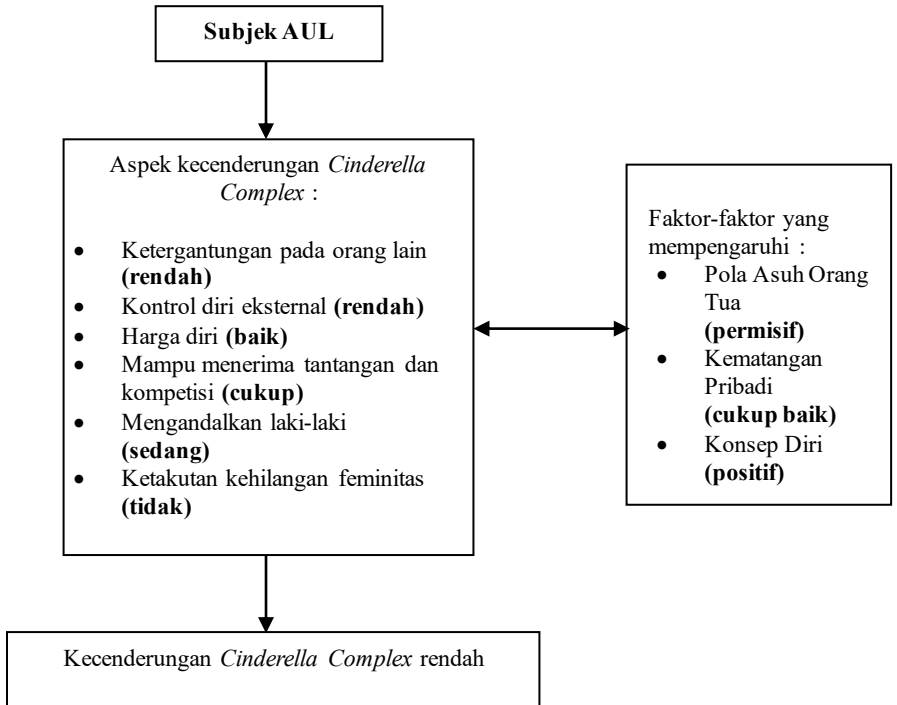 Subjek AUL
Aspek kecenderungan Cinderella
Complex :
• Ketergantungan pada orang lain
(rendah)
• Kontrol diri eksternal (rendah)
• Harga diri (baik)
• Mampu menerima tantangan dan
kompetisi (cukup)
• Mengandalkan laki-laki
(sedang)
• Ketakutan kehilangan feminitas
(tidak)
Faktor-faktor yang
mempengaruhi :
• Pola Asuh Orang
Tua
(permisif)
• Kematangan
Pribadi
(cukup baik)
• Konsep Diri
(positif)
Kecenderungan Cinderella Complex rendah